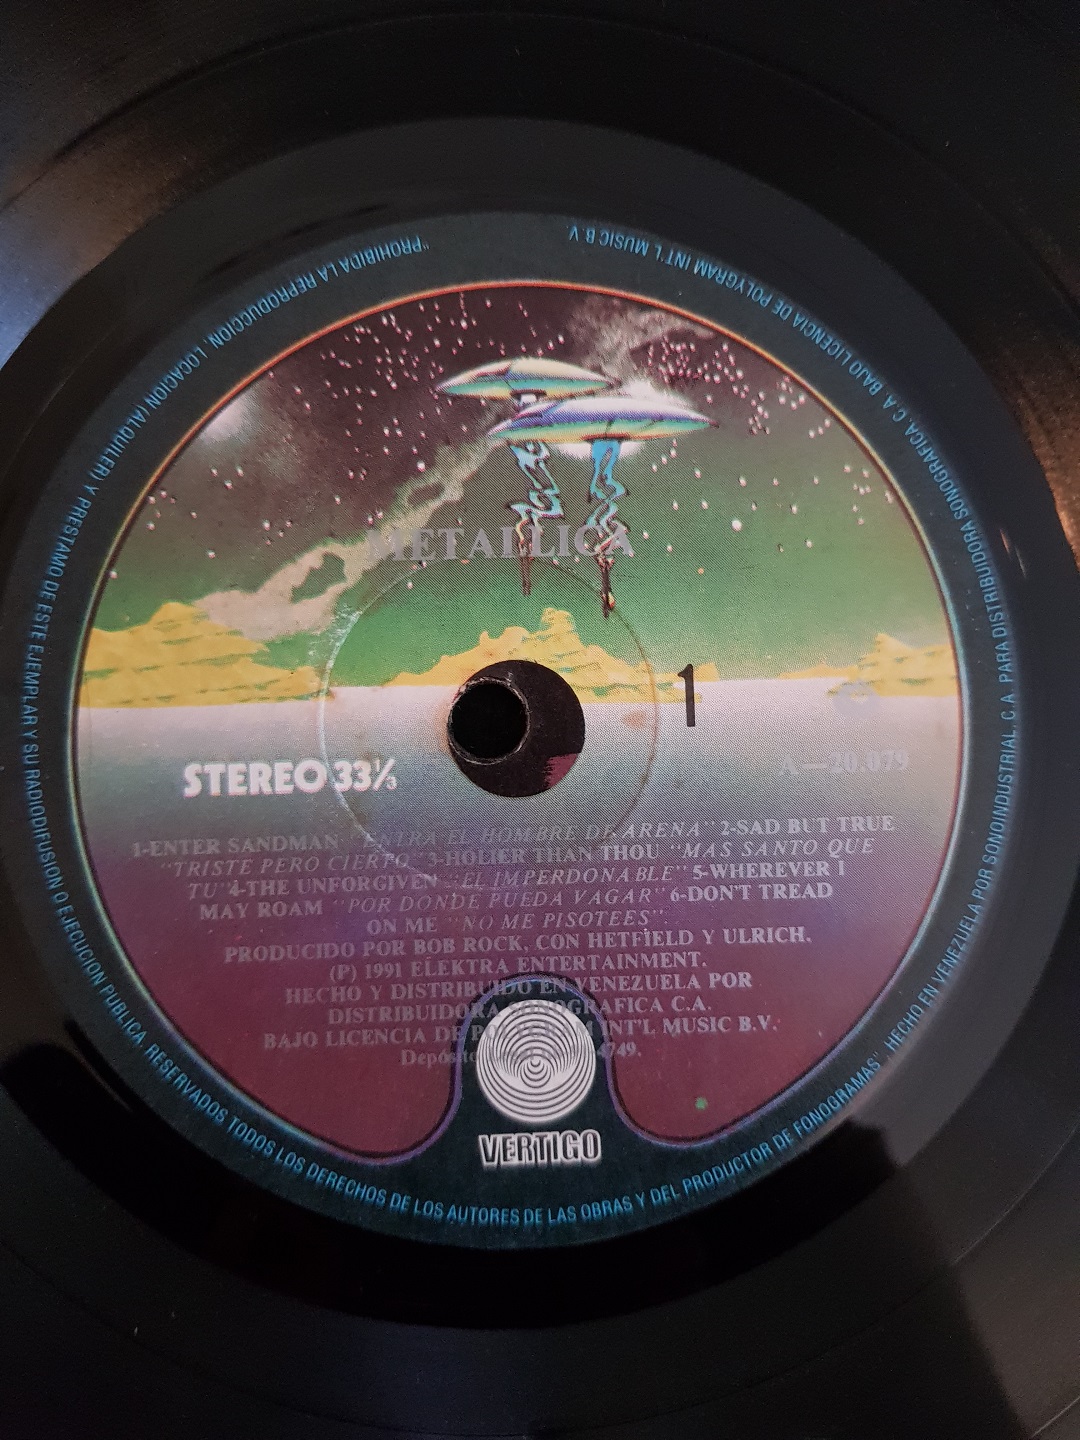 METALLICA
1
STEREO 33⅓
A—20.079
1-ENTER SANDMAN "ENTRA EL HOMBRE DE ARENA" 2-SAD BUT TRUE
"TRISTE PERO CIERTO" 3-HOLIER THAN THOU "MAS SANTO QUE
TU" 4-THE UNFORGIVEN "EL IMPERDONABLE" 5-WHEREVER I
MAY ROAM "POR DONDE PUEDA VAGAR" 6-DON'T TREAD
ON ME "NO ME PISOTEES"
PRODUCIDO POR BOB ROCK, CON HETFIELD Y ULRICH.
(P) 1991 ELEKTRA ENTERTAINMENT.
HECHO Y DISTRIBUIDO EN VENEZUELA POR
DISTRIBUIDORA SONOGRAFICA C.A.
BAJO LICENCIA DE POLYGRAM INT'L MUSIC B.V.
Depósito 4749.
VERTIGO
"PROHIBIDA LA REPRODUCCION, LOCACION (ALQUILER) Y PRESTAMO DE ESTE EJEMPLAR Y SU RADIODIFUSION O EJECUCION PUBLICA. RESERVADOS TODOS LOS DERECHOS DE LOS AUTORES DE LAS OBRAS Y DEL PRODUCTOR DE FONOGRAMAS" HECHO EN VENEZUELA POR SONOINDUSTRIAL, C.A. PARA DISTRIBUIDORA SONOGRAFICA, C.A. BAJO LICENCIA DE POLYGRAM INT'L MUSIC B.V.